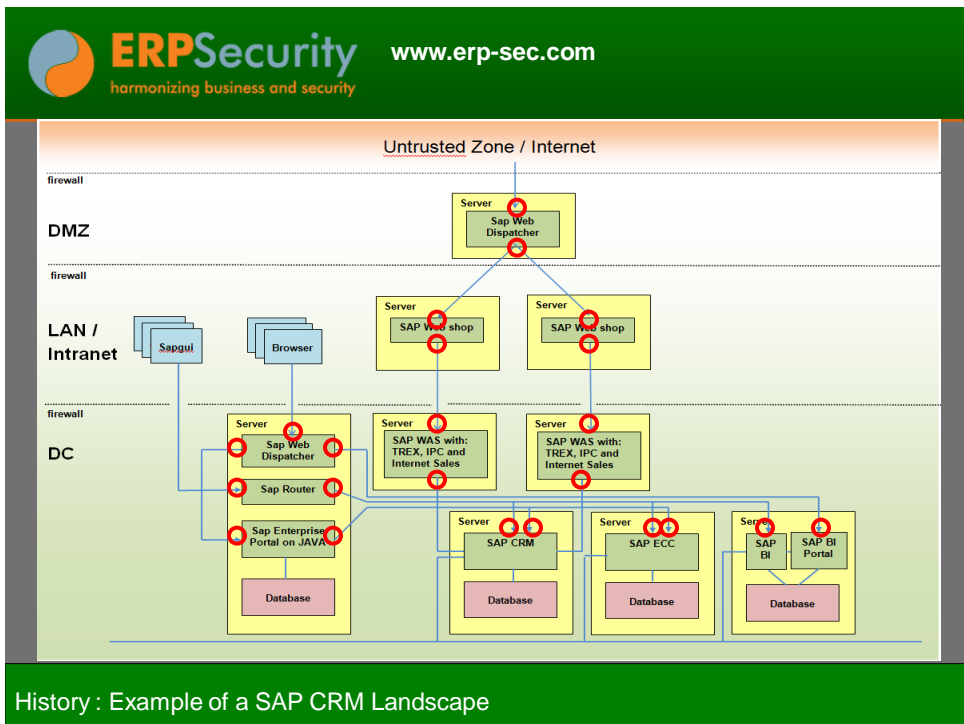 ERPSecurity
harmonizing business and security
www.erp-sec.com
Untrusted Zone / Internet
firewall
DMZ
Server
Sap Web
Dispatcher
firewall
LAN /
Intranet
Sapgui
Browser
Server
SAP Web shop
Server
SAP Web shop
firewall
DC
Server
Sap Web
Dispatcher
Sap Router
Sap Enterprise
Portal on JAVA
Database
Server
SAP WAS with:
TREX, IPC and
Internet Sales
Server
SAP WAS with:
TREX, IPC and
Internet Sales
Server
SAP CRM
Database
Server
SAP ECC
Database
Server
SAP
BI
SAP BI
Portal
Database
History : Example of a SAP CRM Landscape